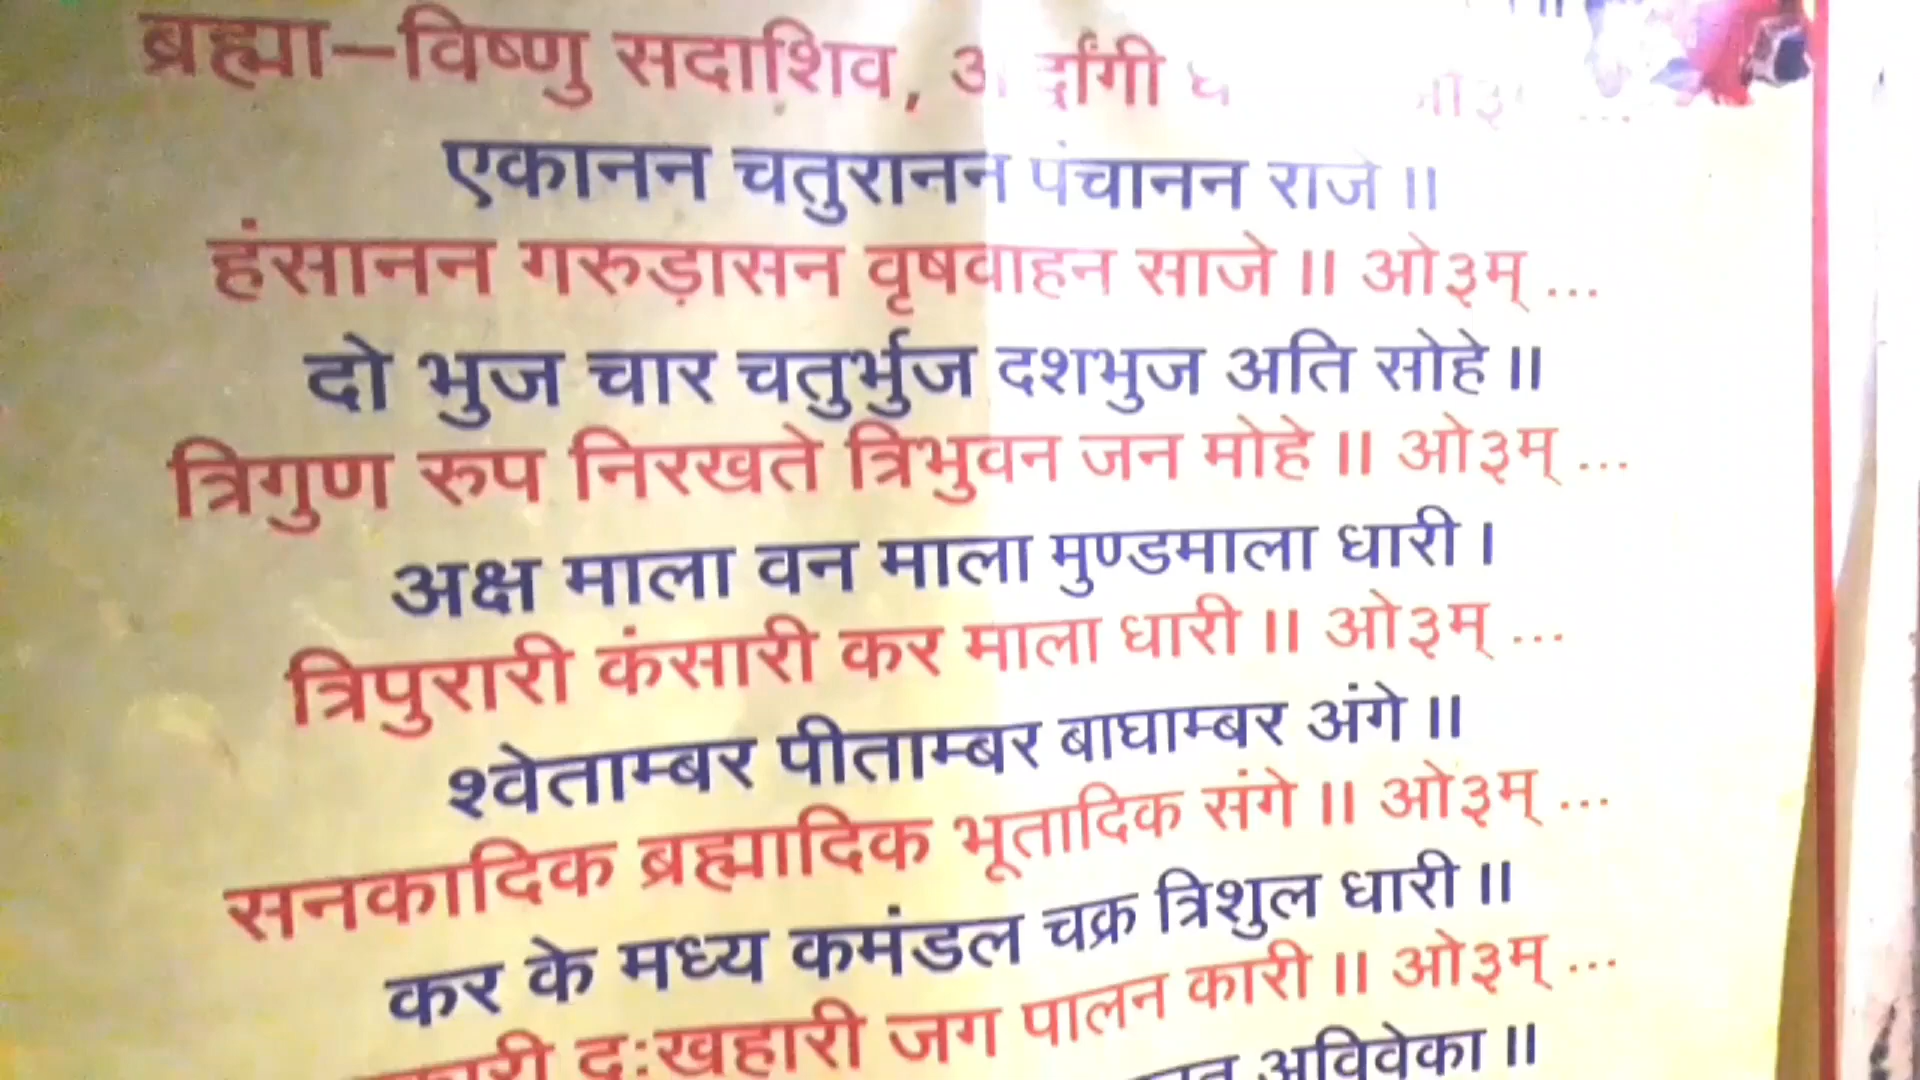 ब्रह्मा–विष्णु सदाशिव,
एकानन चतुरानन पंचानन राजे ॥
हंसानन गरुड़ासन वृषवाहन साजे ॥ ओ३म् ...
दो भुज चार चतुर्भुज दशभुज अति सोहे ॥
त्रिगुण रुप निरखते त्रिभुवन जन मोहे ॥ ओ३म् ...
अक्ष माला वन माला मुण्डमाला धारी ।
त्रिपुरारी कंसारी कर माला धारी ॥ ओ३म् ...
श्वेताम्बर पीताम्बर बाघाम्बर अंगे ॥
सनकादिक ब्रह्मादिक भूतादिक संगे ॥ ओ३म् ...
कर के मध्य कमंडल चक्र त्रिशुल धारी ॥
दु:खहारी जग पालन कारी ॥ ओ३म् ...
अविवेका ॥